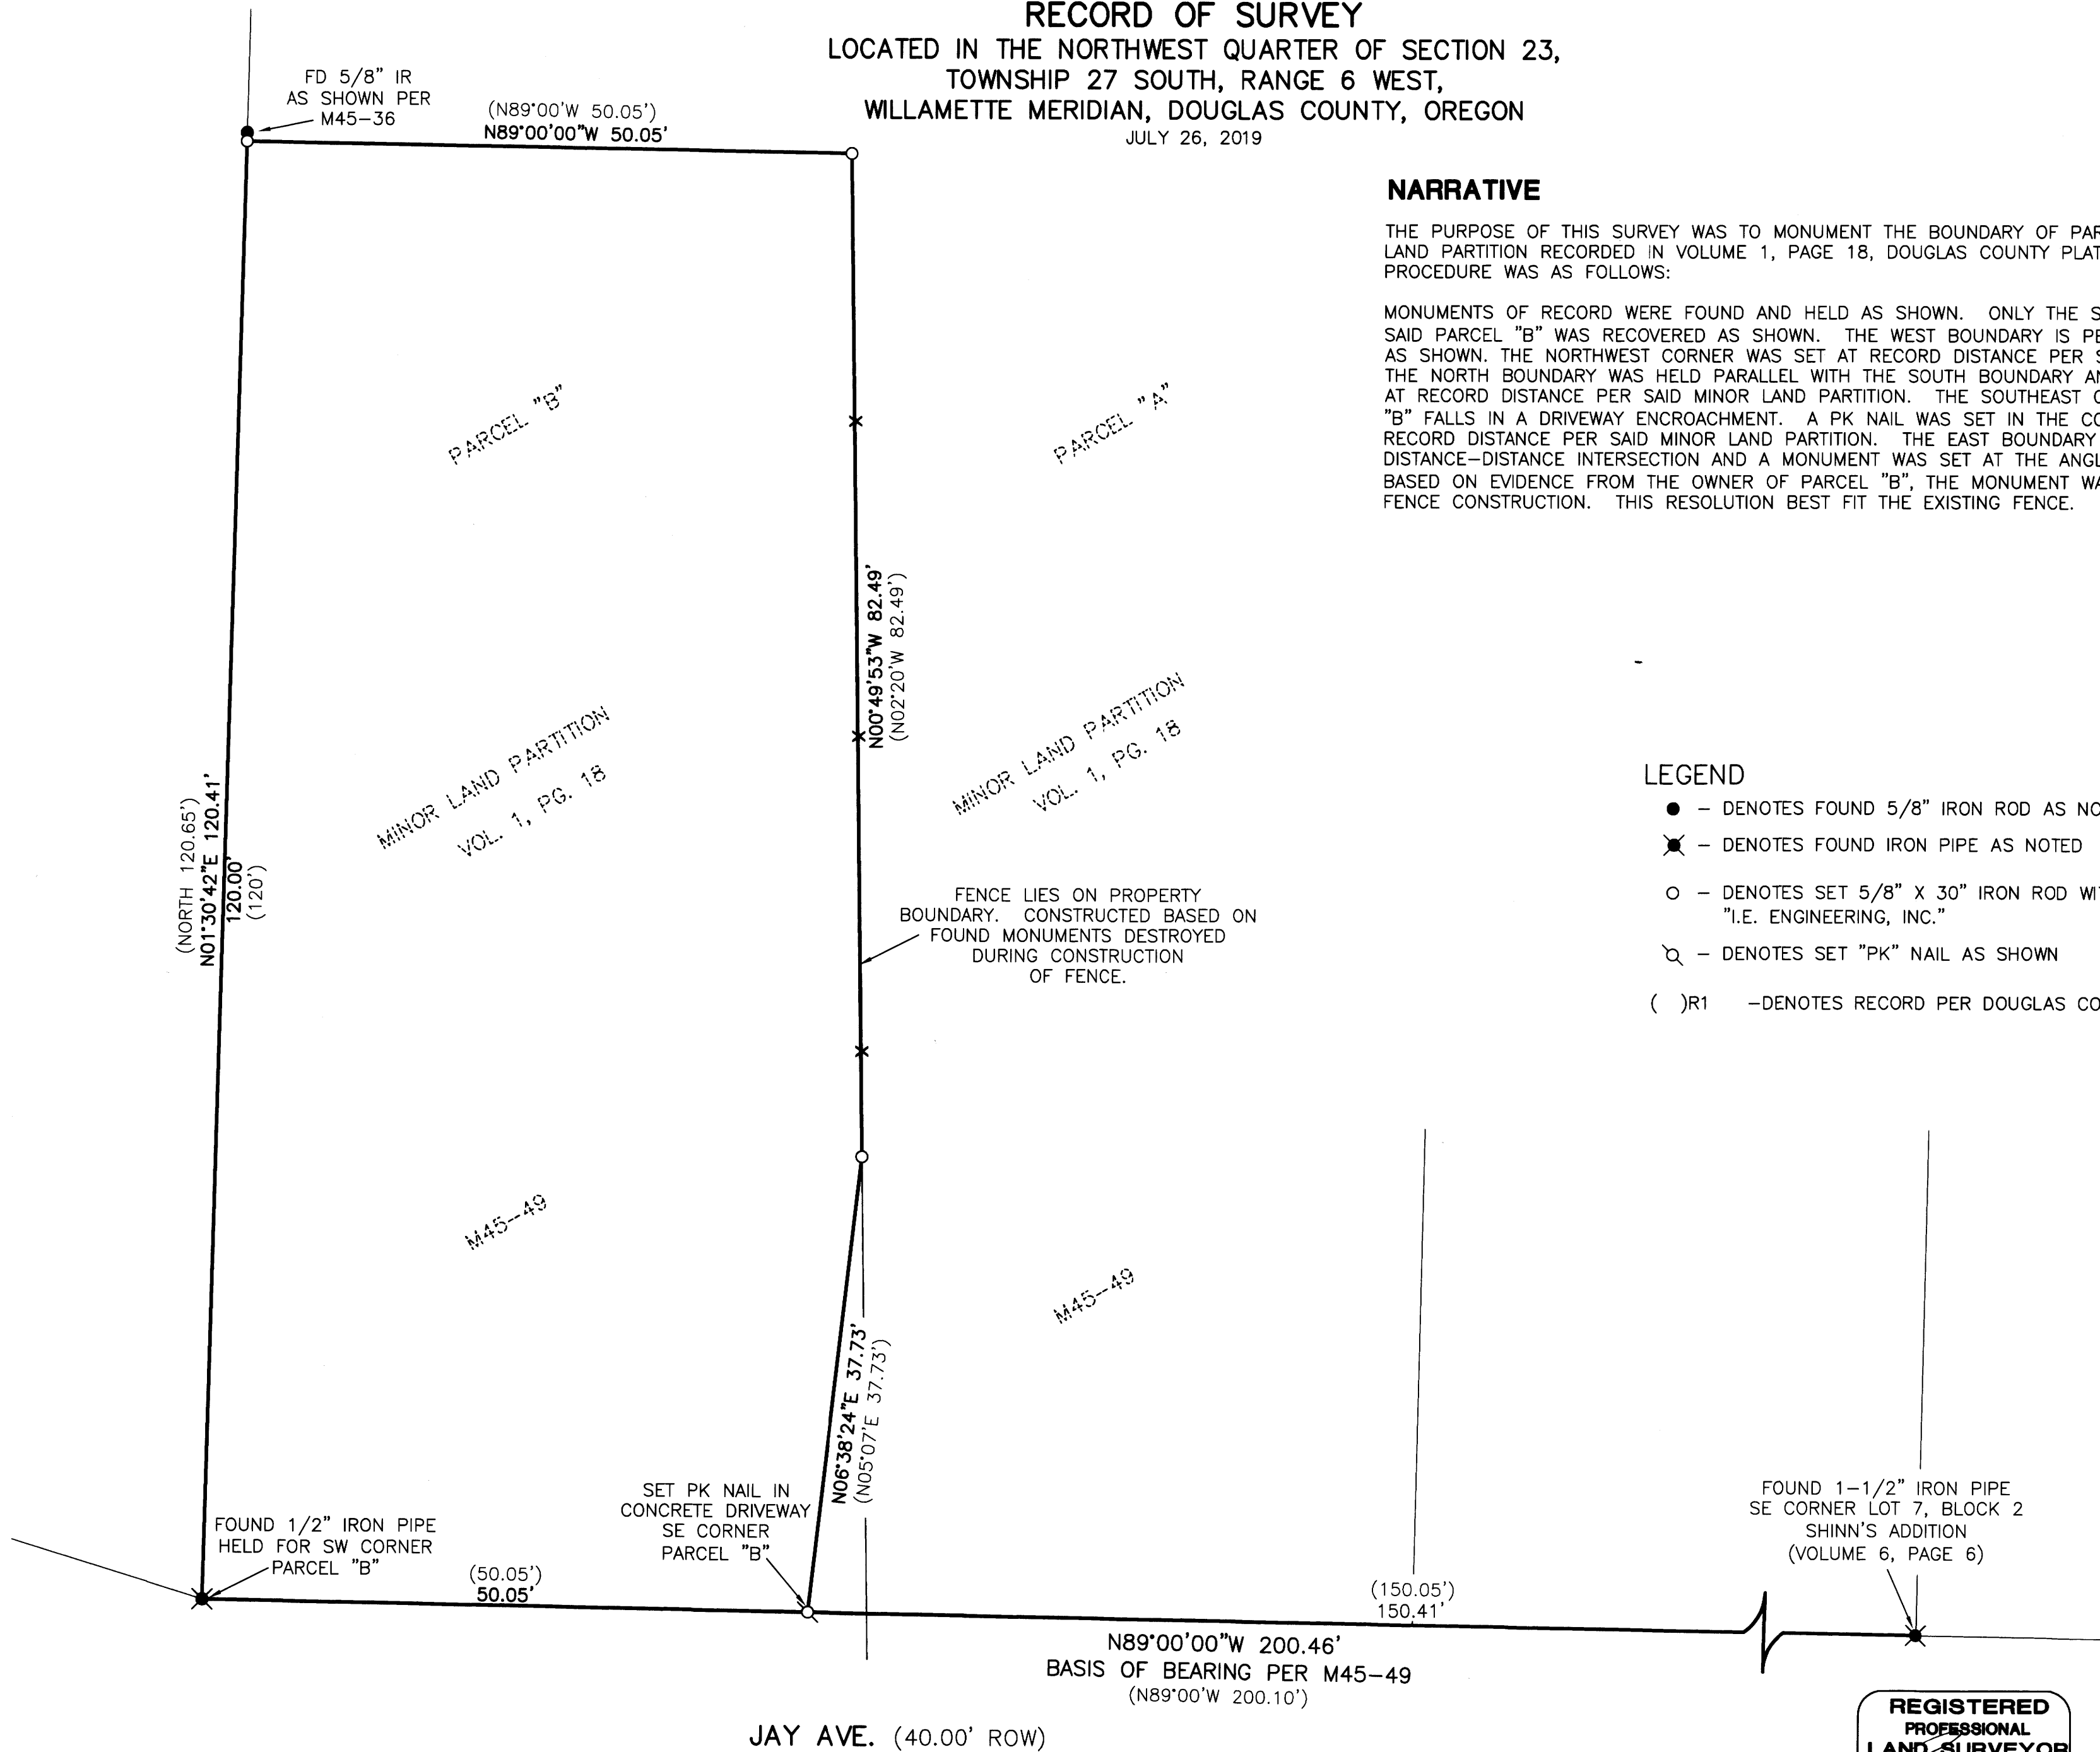 RECORD OF SURVEY
LOCATED IN THE NORTHWEST QUARTER OF SECTION 23,
TOWNSHIP 27 SOUTH, RANGE 6 WEST,
WILLAMETTE MERIDIAN, DOUGLAS COUNTY, OREGON
JULY 26, 2019
FD 5/8" IR
AS SHOWN PER
M45-36
(N89°00'W 50.05')
N89°00'00"W 50.05'
NARRATIVE
THE PURPOSE OF THIS SURVEY WAS TO MONUMENT THE BOUNDARY OF PAR
LAND PARTITION RECORDED IN VOLUME 1, PAGE 18, DOUGLAS COUNTY PLAT
PROCEDURE WAS AS FOLLOWS:
MONUMENTS OF RECORD WERE FOUND AND HELD AS SHOWN. ONLY THE S
SAID PARCEL "B" WAS RECOVERED AS SHOWN. THE WEST BOUNDARY IS PE
AS SHOWN. THE NORTHWEST CORNER WAS SET AT RECORD DISTANCE PER S
THE NORTH BOUNDARY WAS HELD PARALLEL WITH THE SOUTH BOUNDARY AN
AT RECORD DISTANCE PER SAID MINOR LAND PARTITION. THE SOUTHEAST C
"B" FALLS IN A DRIVEWAY ENCROACHMENT. A PK NAIL WAS SET IN THE CO
RECORD DISTANCE PER SAID MINOR LAND PARTITION. THE EAST BOUNDARY
DISTANCE-DISTANCE INTERSECTION AND A MONUMENT WAS SET AT THE ANGL
BASED ON EVIDENCE FROM THE OWNER OF PARCEL "B", THE MONUMENT WA
FENCE CONSTRUCTION. THIS RESOLUTION BEST FIT THE EXISTING FENCE.
PARCEL "B"
PARCEL "A"
N00°49'53"W 82.49'
(N02°20'W 82.49')
MINOR LAND PARTITION
VOL. 1, PG. 18
MINOR LAND PARTITION
VOL. 1, PG. 18
(NORTH 120.65')
N01°30'42"E 120.41'
120.00'
(120')
LEGEND
- DENOTES FOUND 5/8" IRON ROD AS NO
- DENOTES FOUND IRON PIPE AS NOTED
- DENOTES SET 5/8" X 30" IRON ROD WI
"I.E. ENGINEERING, INC."
- DENOTES SET "PK" NAIL AS SHOWN
( )R1 -DENOTES RECORD PER DOUGLAS CO
FENCE LIES ON PROPERTY
BOUNDARY. CONSTRUCTED BASED ON
FOUND MONUMENTS DESTROYED
DURING CONSTRUCTION
OF FENCE.
M45-49
M45-49
N06°38'24"E 37.73'
(N05°07'E 37.73')
SET PK NAIL IN
CONCRETE DRIVEWAY
SE CORNER
PARCEL "B"
FOUND 1/2" IRON PIPE
HELD FOR SW CORNER
PARCEL "B"
FOUND 1-1/2" IRON PIPE
SE CORNER LOT 7, BLOCK 2
SHINN'S ADDITION
(VOLUME 6, PAGE 6)
(50.05')
50.05'
(150.05')
150.41'
N89°00'00"W 200.46'
BASIS OF BEARING PER M45-49
(N89°00'W 200.10')
JAY AVE. (40.00' ROW)
REGISTERED
PROFESSIONAL
LAND SURVEYOR